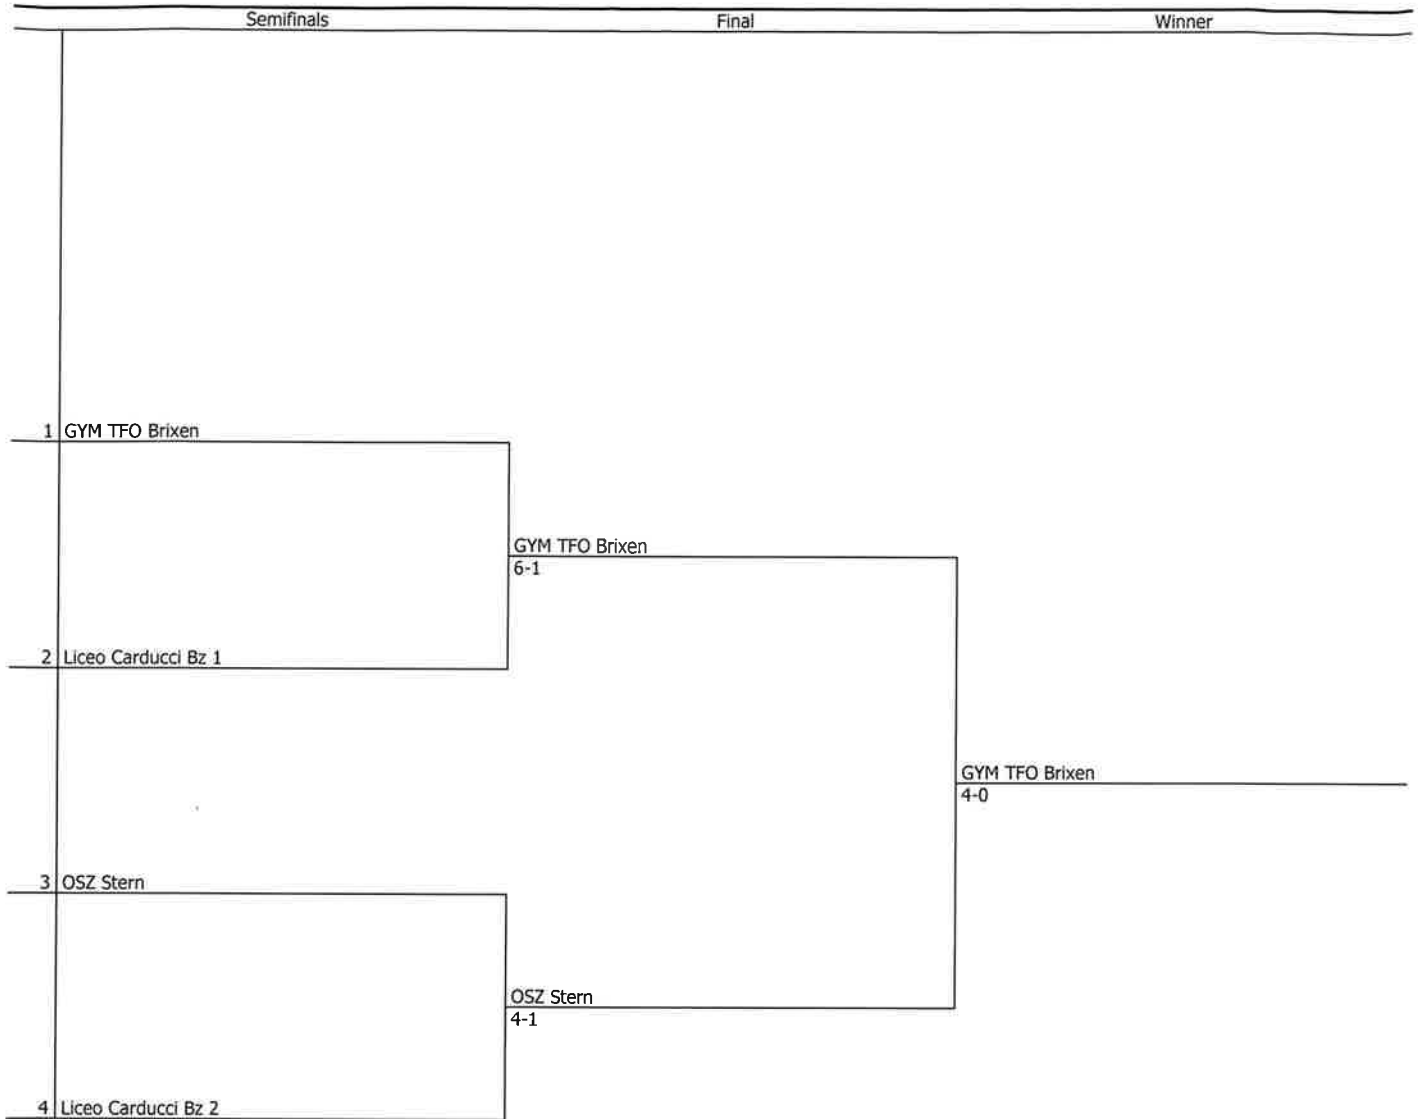 Semifinals Final Winner
1 GYM TFO Brixen
GYM TFO Brixen
6-1
2 Liceo Carducci Bz 1
GYM TFO Brixen
4-0
3 OSZ Stern
OSZ Stern
4-1
4 Liceo Carducci Bz 2